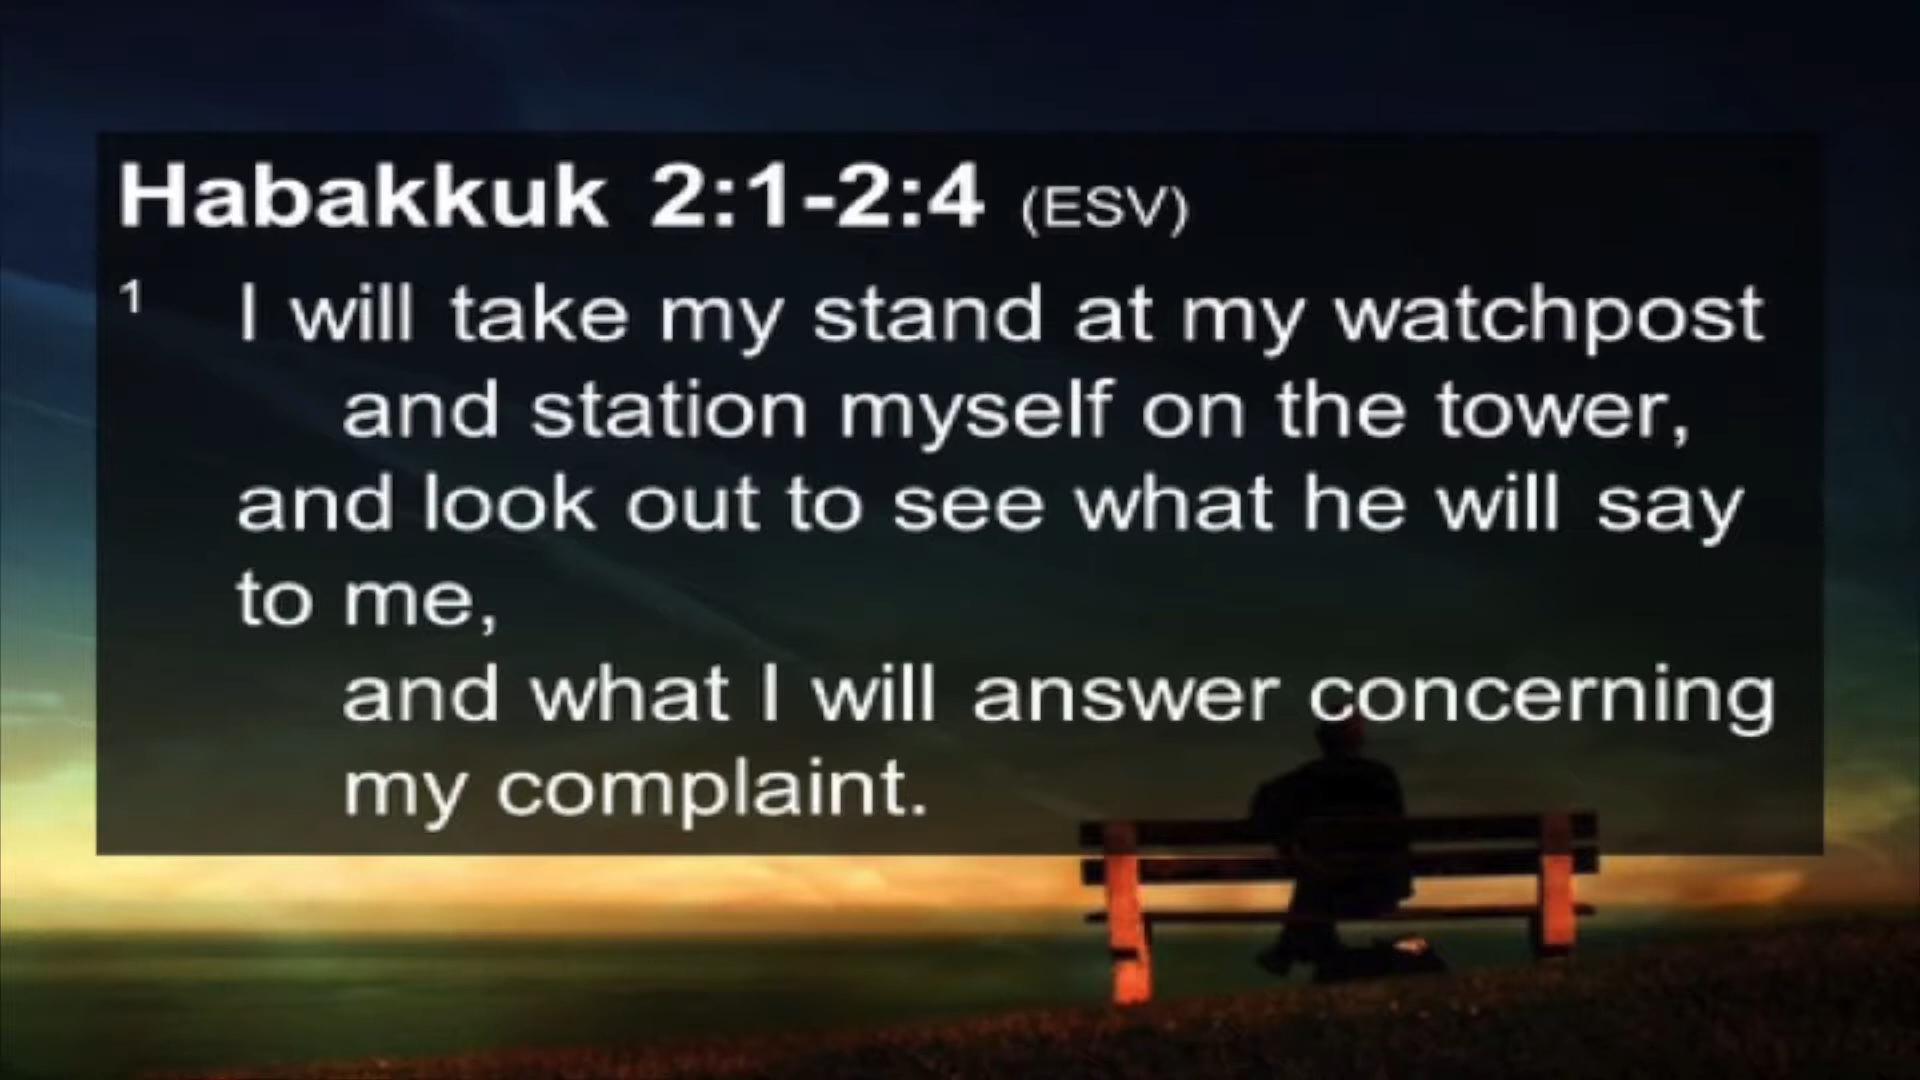 Habakkuk 2:1-2:4 (ESV)
1 I will take my stand at my watchpost
and station myself on the tower,
and look out to see what he will say
to me,
and what I will answer concerning
my complaint.